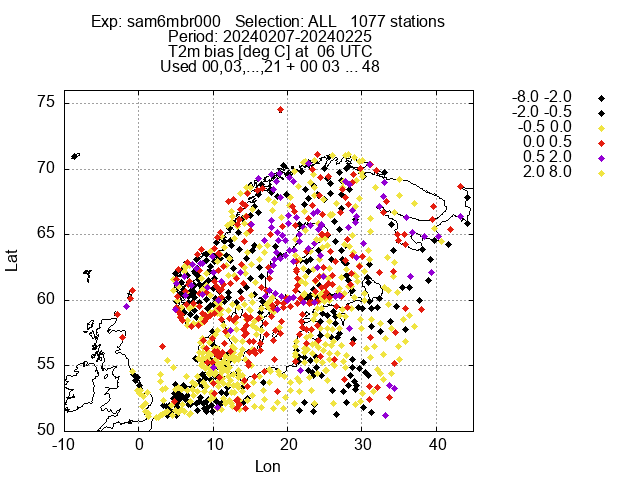 Exp: sam6mbr000 Selection: ALL 1077 stations
Period: 20240207-20240225
T2m bias [deg C] at 06 UTC
Used 00,03,...,21 + 00 03 ... 48
-8.0 -2.0
-2.0 -0.5
-0.5 0.0
0.0 0.5
0.5 2.0
2.0 8.0
75
70
65
60
55
50
Lat
-10 0 10 20 30 40
Lon